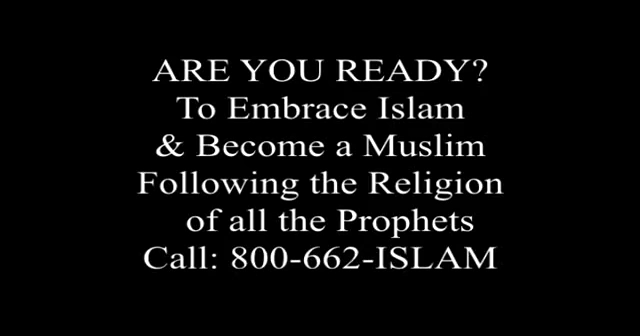 ARE YOU READY?
To Embrace Islam
& Become a Muslim
Following the Religion
of all the Prophets
Call: 800-662-ISLAM